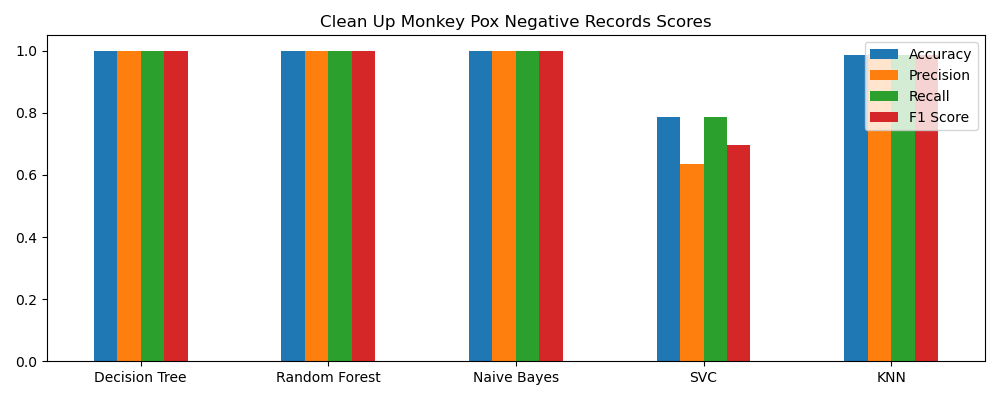 Clean Up Monkey Pox Negative Records Scores
1.0
0.8
0.6
0.4
0.2
0.0
Accuracy
Precision
Recall
F1 Score
Decision Tree
Random Forest
Naive Bayes
SVC
KNN